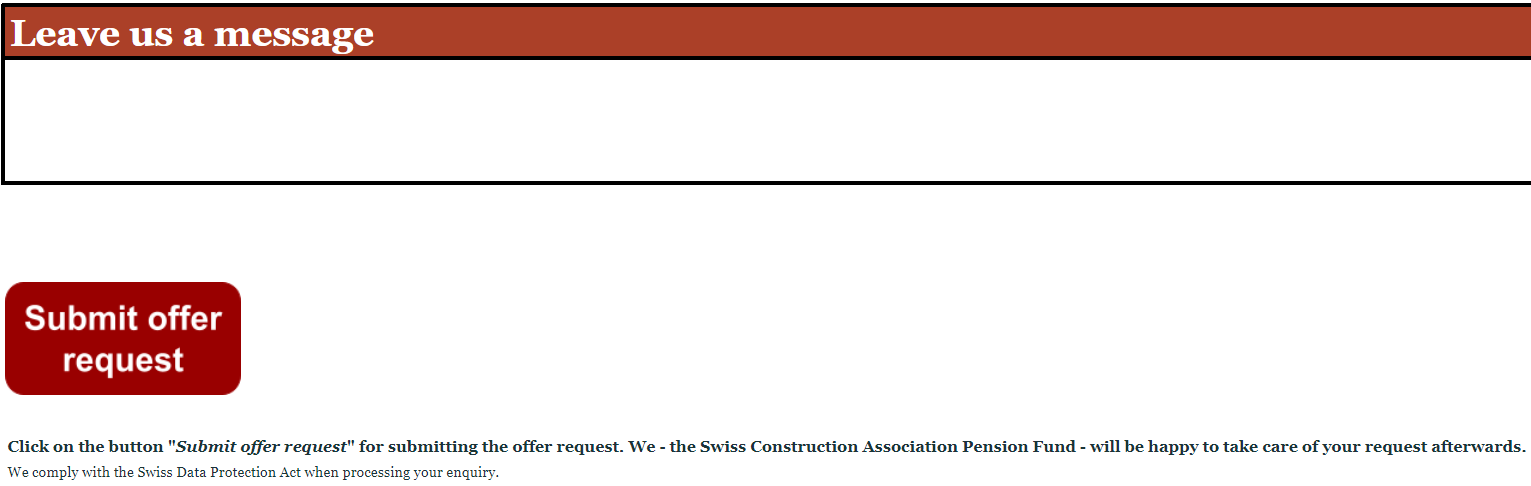 Leave us a message
Submit offer
request
Click on the button "Submit offer request" for submitting the offer request. We - the Swiss Construction Association Pension Fund - will be happy to take care of your request afterwards.
We comply with the Swiss Data Protection Act when processing your enquiry.